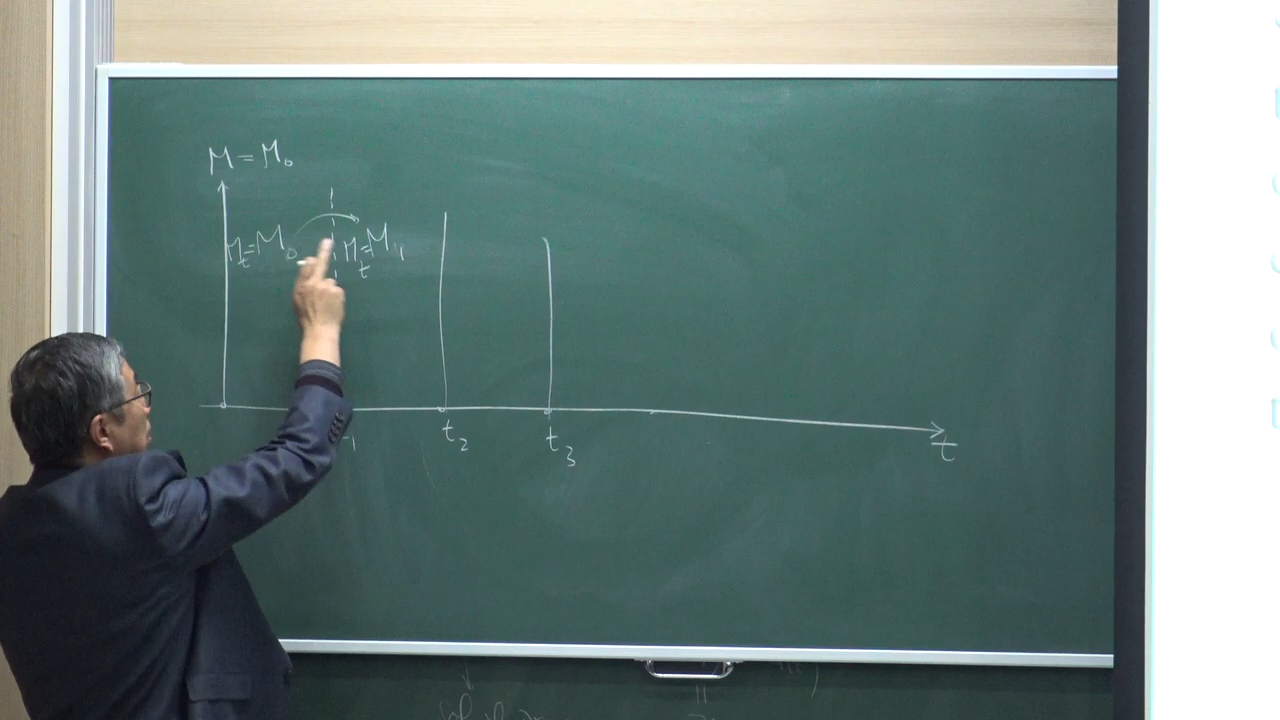 M = M₀
M_t = M₀ M_t = M₁
t₂ t₃ t